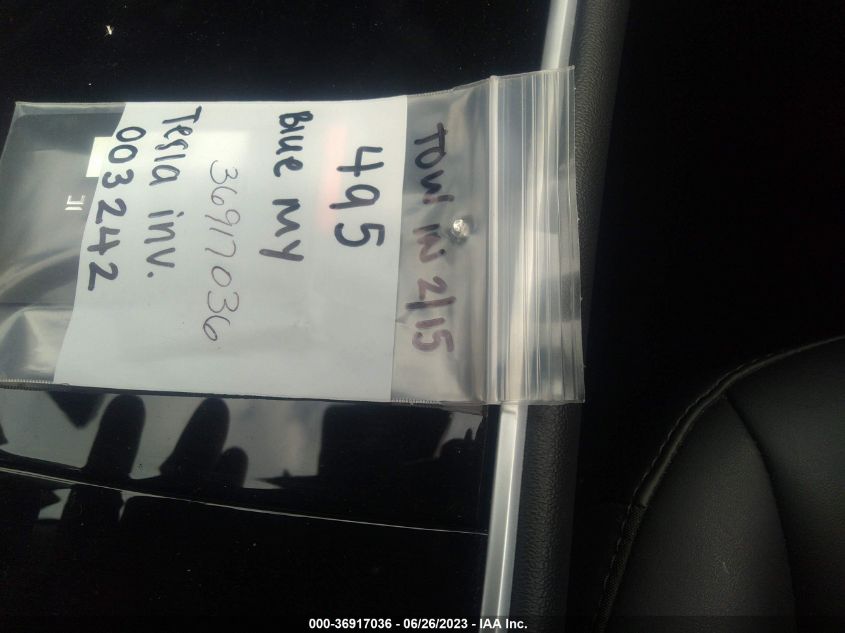 Tow in 2/15
495
Blue MY
36917036
Tesla inv.
003242
000-36917036 - 06/26/2023 - IAA Inc.